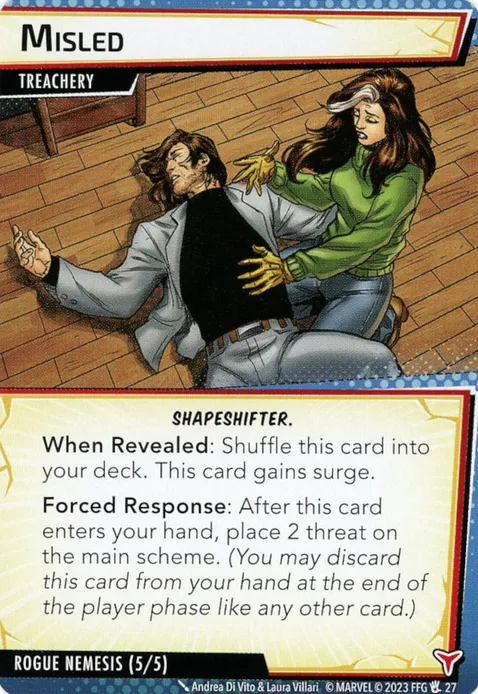 MISLED
TREACHERY
SHAPESHIFTER.
When Revealed: Shuffle this card into
your deck. This card gains surge.
Forced Response: After this card
enters your hand, place 2 threat on
the main scheme. (You may discard
this card from your hand at the end of
the player phase like any other card.)
ROGUE NEMESIS (5/5)
Andrea Di Vito & Laura Villari © MARVEL © 2023 FFG 27